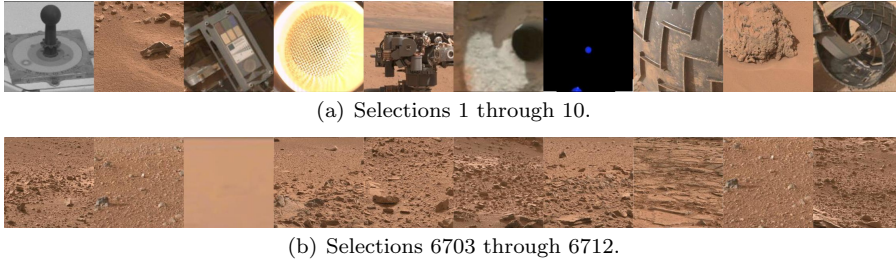 (a) Selections 1 through 10.
(b) Selections 6703 through 6712.